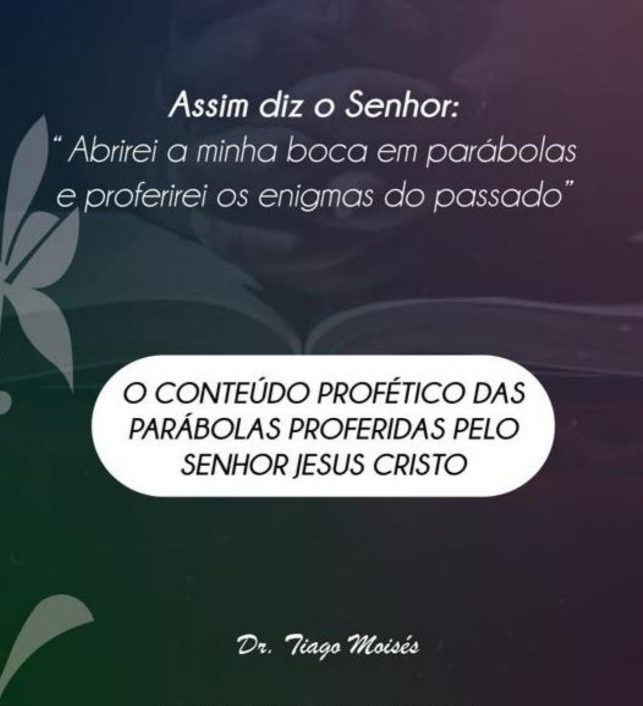 Assim diz o Senhor:
“ Abrirei a minha boca em parábolas
e proferirei os enigmas do passado”
O CONTEÚDO PROFÉTICO DAS
PARÁBOLAS PROFERIDAS PELO
SENHOR JESUS CRISTO
Dr. Tiago Moisés